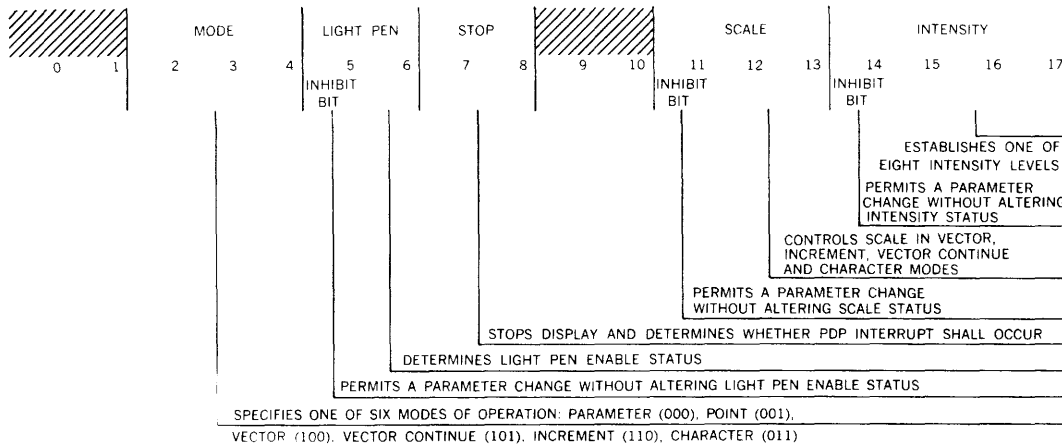 MODE LIGHT PEN STOP SCALE INTENSITY
0 1 2 3 4 5 6 7 8 9 10 11 12 13 14 15 16 17
INHIBIT BIT INHIBIT BIT INHIBIT BIT
ESTABLISHES ONE OF
EIGHT INTENSITY LEVELS
PERMITS A PARAMETER
CHANGE WITHOUT ALTERING
INTENSITY STATUS
CONTROLS SCALE IN VECTOR,
INCREMENT, VECTOR CONTINUE
AND CHARACTER MODES
PERMITS A PARAMETER CHANGE
WITHOUT ALTERING SCALE STATUS
STOPS DISPLAY AND DETERMINES WHETHER PDP INTERRUPT SHALL OCCUR
DETERMINES LIGHT PEN ENABLE STATUS
PERMITS A PARAMETER CHANGE WITHOUT ALTERING LIGHT PEN ENABLE STATUS
SPECIFIES ONE OF SIX MODES OF OPERATION: PARAMETER (000), POINT (001),
VECTOR (100), VECTOR CONTINUE (101), INCREMENT (110), CHARACTER (011)